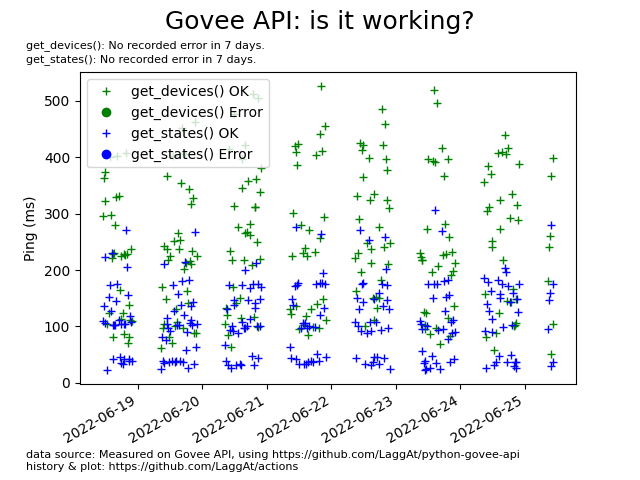 Govee API: is it working?
get_devices(): No recorded error in 7 days.
get_states(): No recorded error in 7 days.
get_devices() OK
get_devices() Error
get_states() OK
get_states() Error
Ping (ms)
500
400
300
200
100
0
2022-06-19
2022-06-20
2022-06-21
2022-06-22
2022-06-23
2022-06-24
2022-06-25
data source: Measured on Govee API, using https://github.com/LaggAt/python-govee-api
history & plot: https://github.com/LaggAt/actions